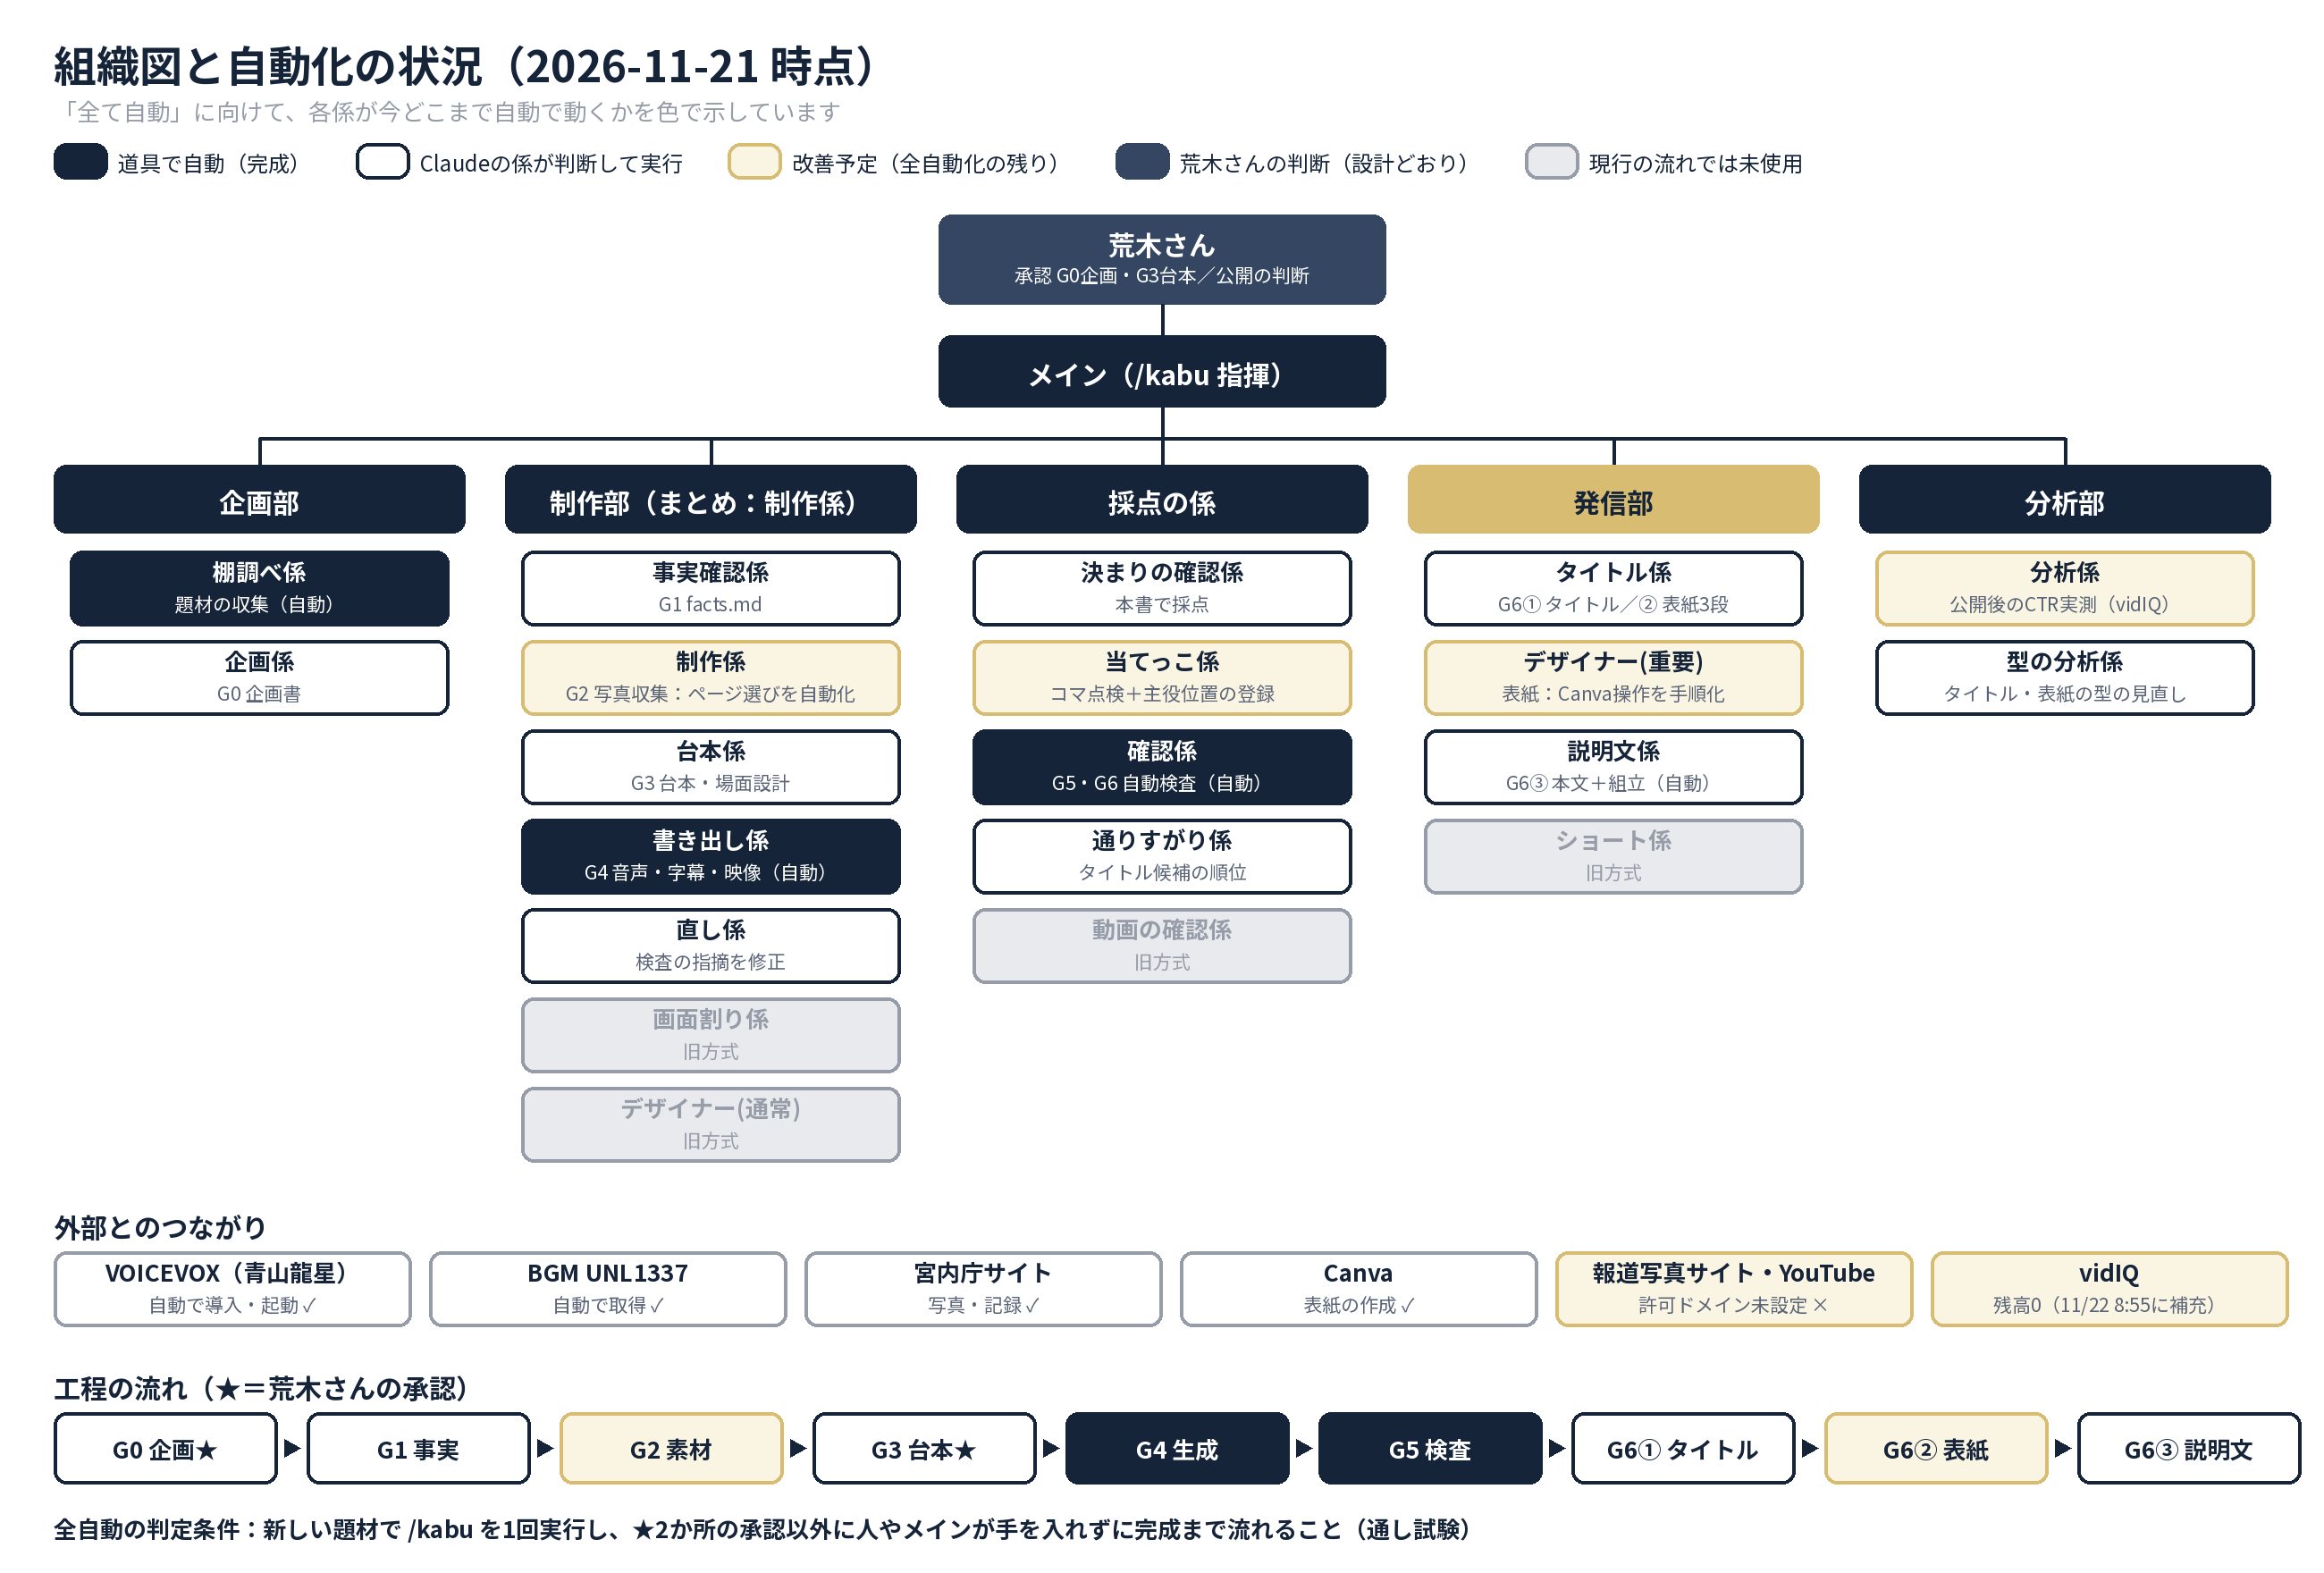 組織図と自動化の状況（2026-11-21 時点）
「全て自動」に向けて、各係が今どこまで自動で動くかを色で示しています
道具で自動（完成）
Claudeの係が判断して実行
改善予定（全自動化の残り）
荒木さんの判断（設計どおり）
現行の流れでは未使用
荒木さん
承認 G0企画・G3台本／公開の判断
メイン（/kabu 指揮）
企画部
棚調べ係
題材の収集（自動）
企画係
G0 企画書
制作部（まとめ：制作係）
事実確認係
G1 facts.md
制作係
G2 写真収集：ページ選びを自動化
台本係
G3 台本・場面設計
書き出し係
G4 音声・字幕・映像（自動）
直し係
検査の指摘を修正
画面割り係
旧方式
デザイナー(通常)
旧方式
採点の係
決まりの確認係
本書で採点
当てっこ係
コマ点検＋主役位置の登録
確認係
G5・G6 自動検査（自動）
通りすがり係
タイトル候補の順位
動画の確認係
旧方式
発信部
タイトル係
G6① タイトル／② 表紙3段
デザイナー(重要)
表紙：Canva操作を手順化
説明文係
G6③ 本文＋組立（自動）
ショート係
旧方式
分析部
分析係
公開後のCTR実測（vidIQ）
型の分析係
タイトル・表紙の型の見直し
外部とのつながり
VOICEVOX（青山龍星）
自動で導入・起動 ✓
BGM UNL1337
自動で取得 ✓
宮内庁サイト
写真・記録 ✓
Canva
表紙の作成 ✓
報道写真サイト・YouTube
許可ドメイン未設定 ×
vidIQ
残高0（11/22 8:55に補充）
工程の流れ（★＝荒木さんの承認）
G0 企画★
G1 事実
G2 素材
G3 台本★
G4 生成
G5 検査
G6① タイトル
G6② 表紙
G6③ 説明文
全自動の判定条件：新しい題材で /kabu を1回実行し、★2か所の承認以外に人やメインが手を入れずに完成まで流れること（通し試験）